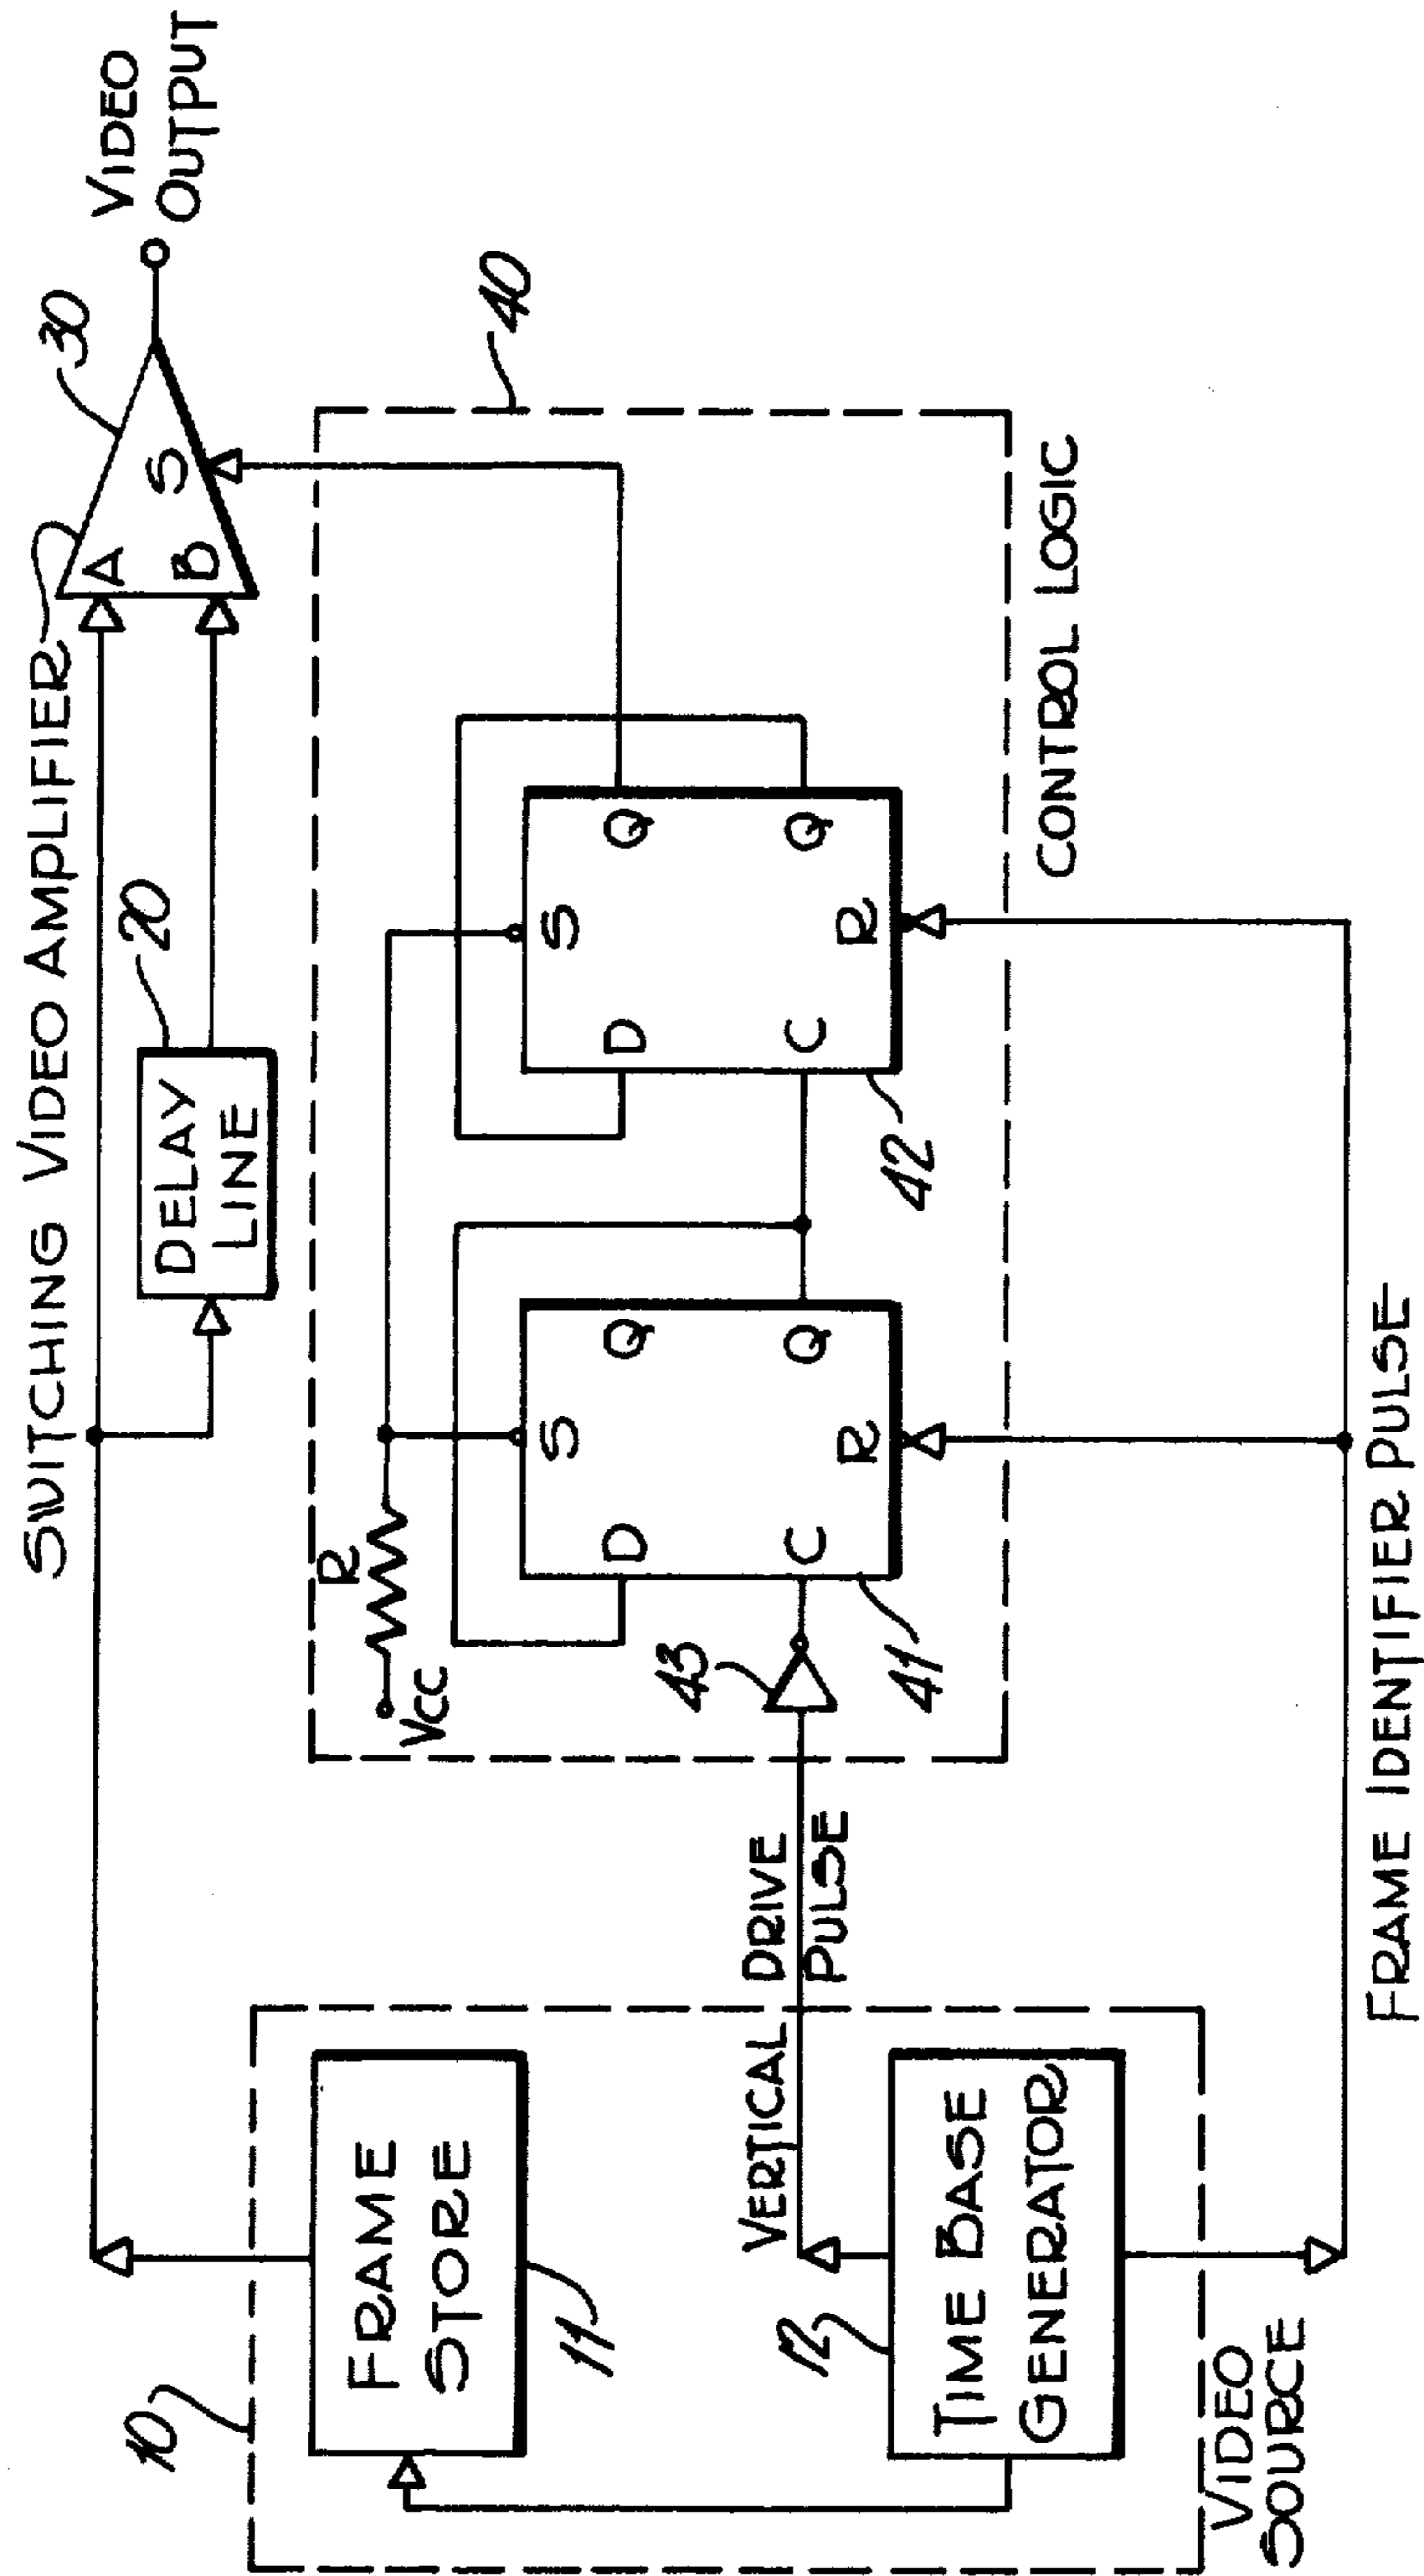 SWITCHING VIDEO AMPLIFIER
30
VIDEO
OUTPUT
A
B
S
20
DELAY
LINE
40
R
VCC
S
D
Q
C
Q
R
41
43
S
D
Q
C
Q
R
42
CONTROL LOGIC
10
FRAME
STORE
11
VERTICAL DRIVE
PULSE
12
TIME BASE
GENERATOR
VIDEO
SOURCE
FRAME IDENTIFIER PULSE